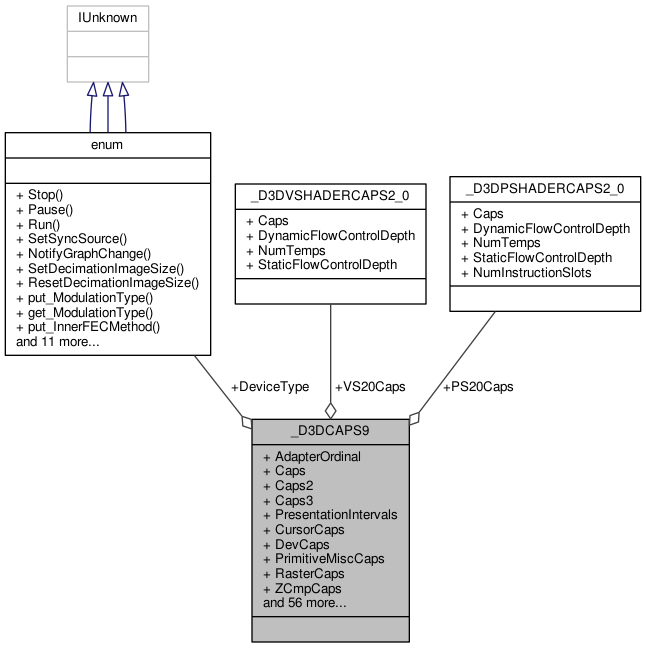 IUnknown
enum
+ Stop()
+ Pause()
+ Run()
+ SetSyncSource()
+ NotifyGraphChange()
+ SetDecimationImageSize()
+ ResetDecimationImageSize()
+ put_ModulationType()
+ get_ModulationType()
+ put_InnerFECMethod()
and 11 more...
_D3DVSHADERCAPS2_0
+ Caps
+ DynamicFlowControlDepth
+ NumTemps
+ StaticFlowControlDepth
_D3DPSHADERCAPS2_0
+ Caps
+ DynamicFlowControlDepth
+ NumTemps
+ StaticFlowControlDepth
+ NumInstructionSlots
+DeviceType
+VS20Caps
+PS20Caps
_D3DCAPS9
+ AdapterOrdinal
+ Caps
+ Caps2
+ Caps3
+ PresentationIntervals
+ CursorCaps
+ DevCaps
+ PrimitiveMiscCaps
+ RasterCaps
+ ZCmpCaps
and 56 more...